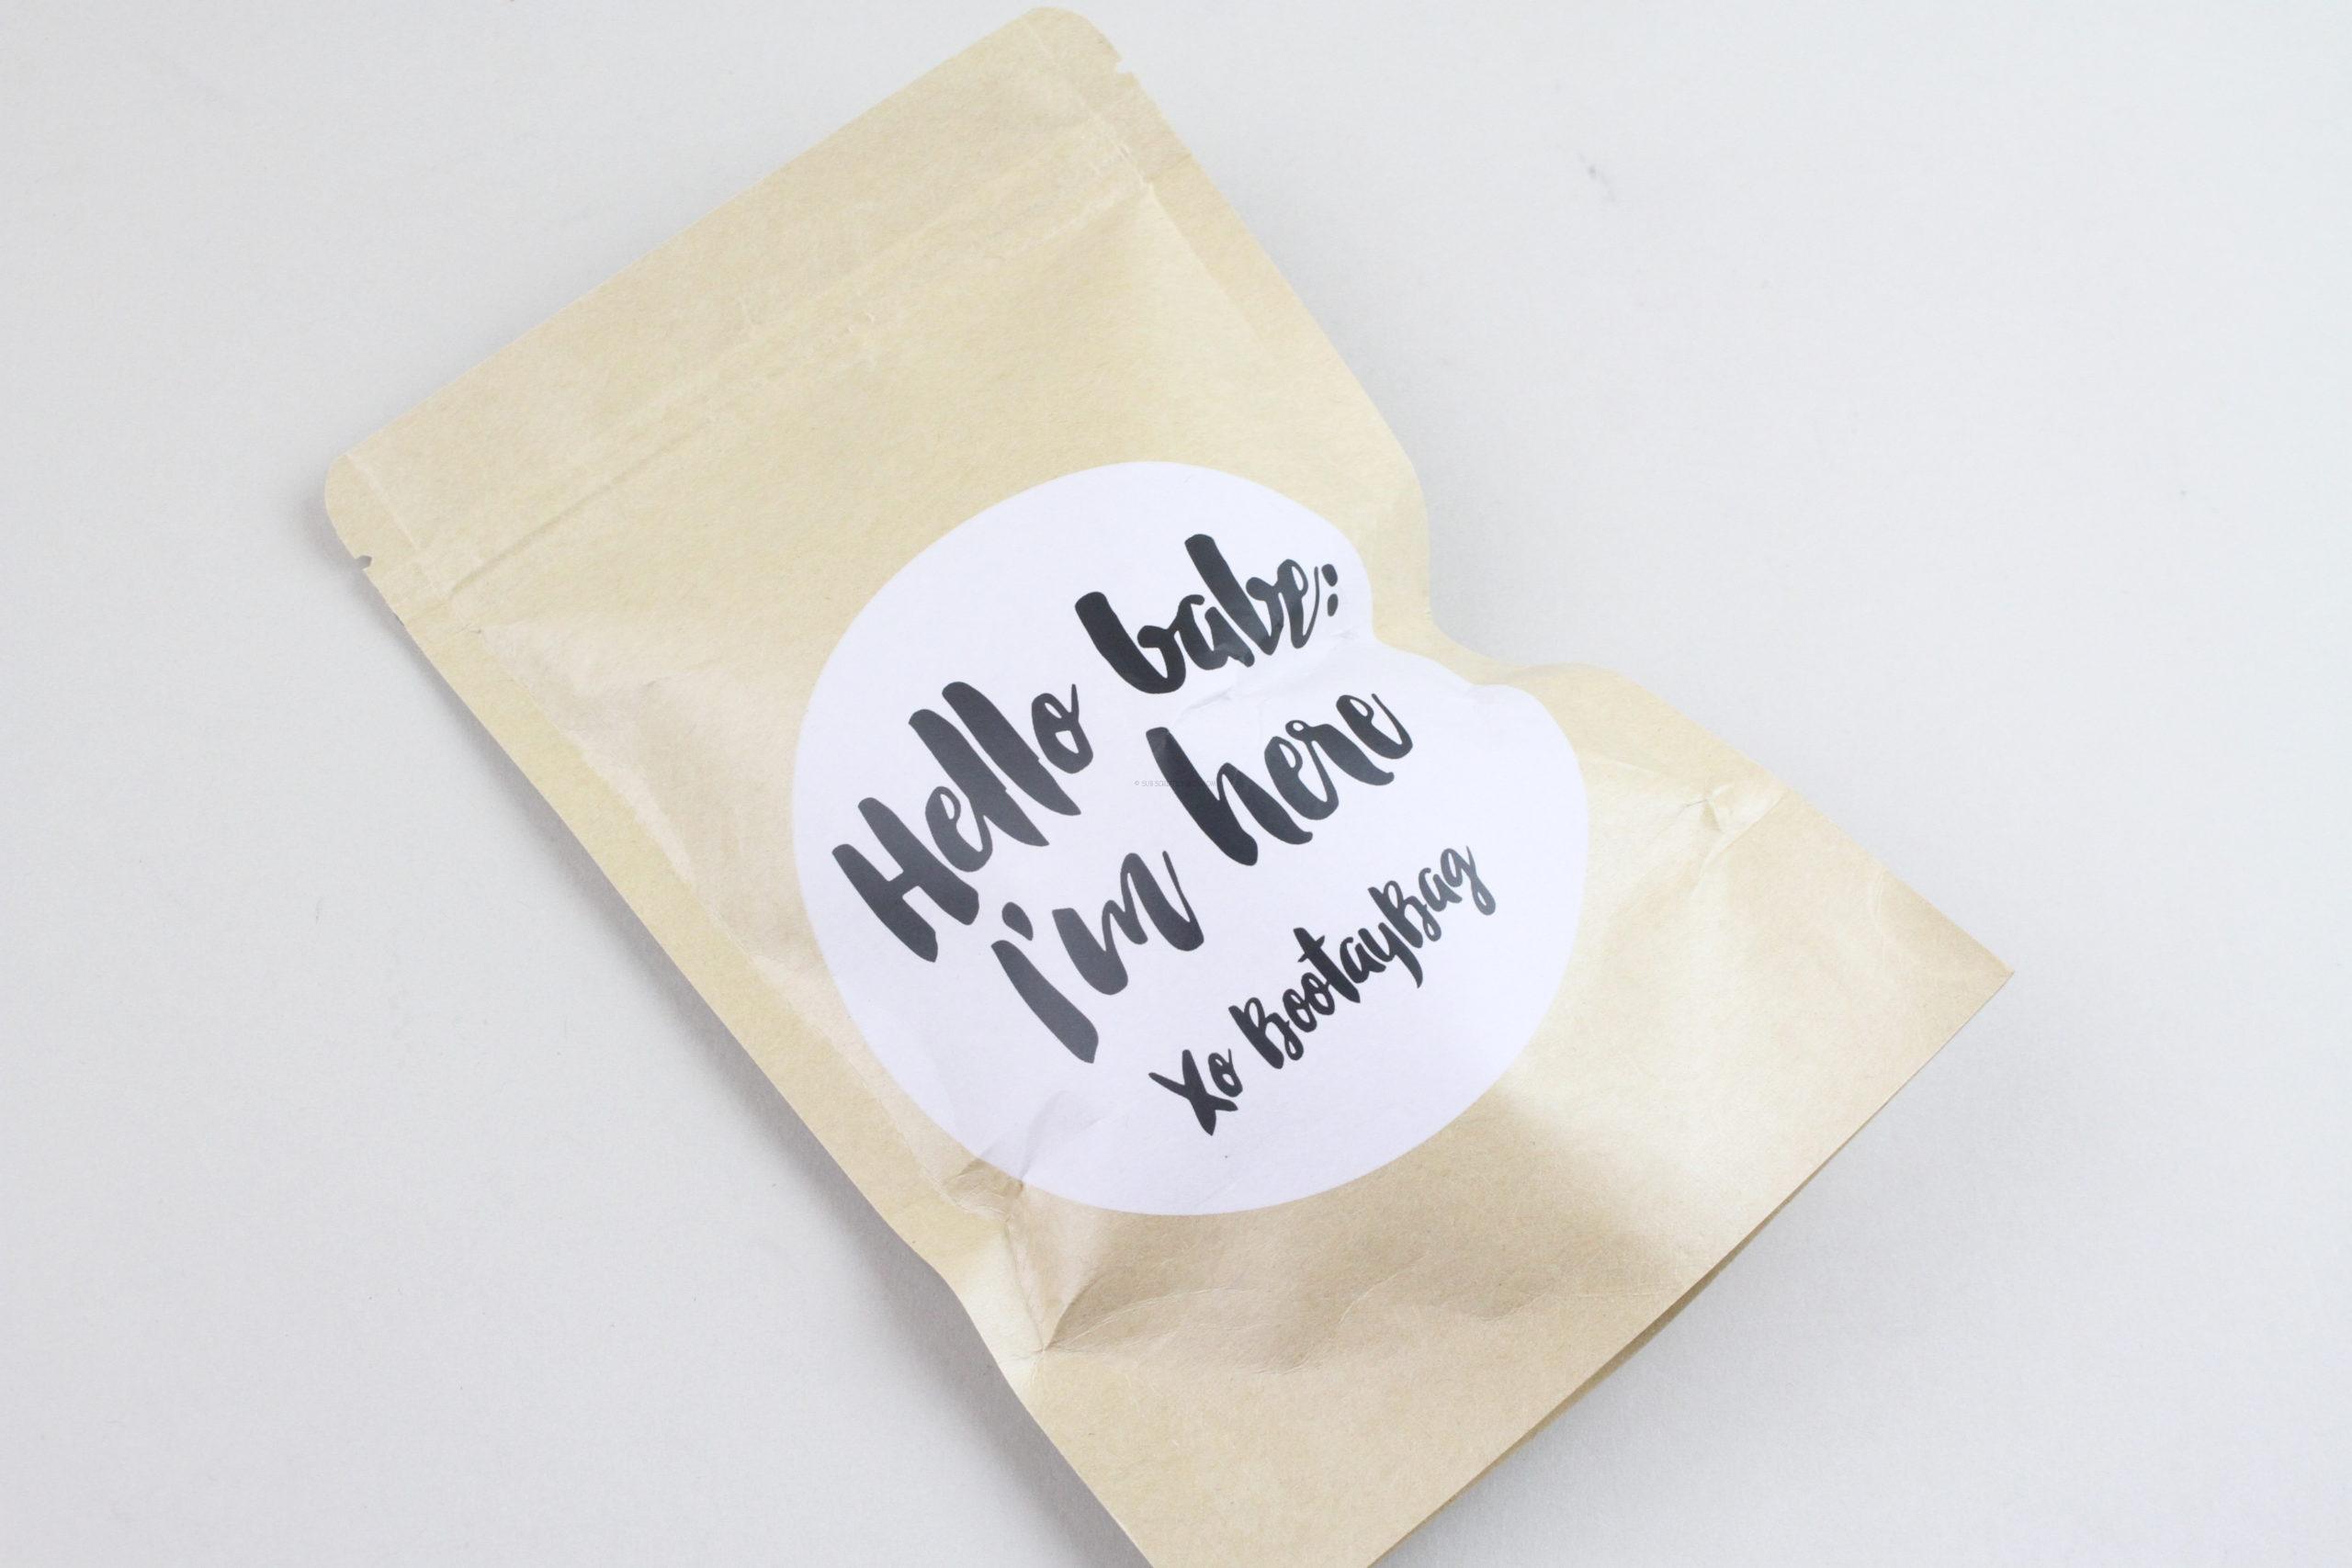 Hello babe:
i'm here
Xo BootayBag